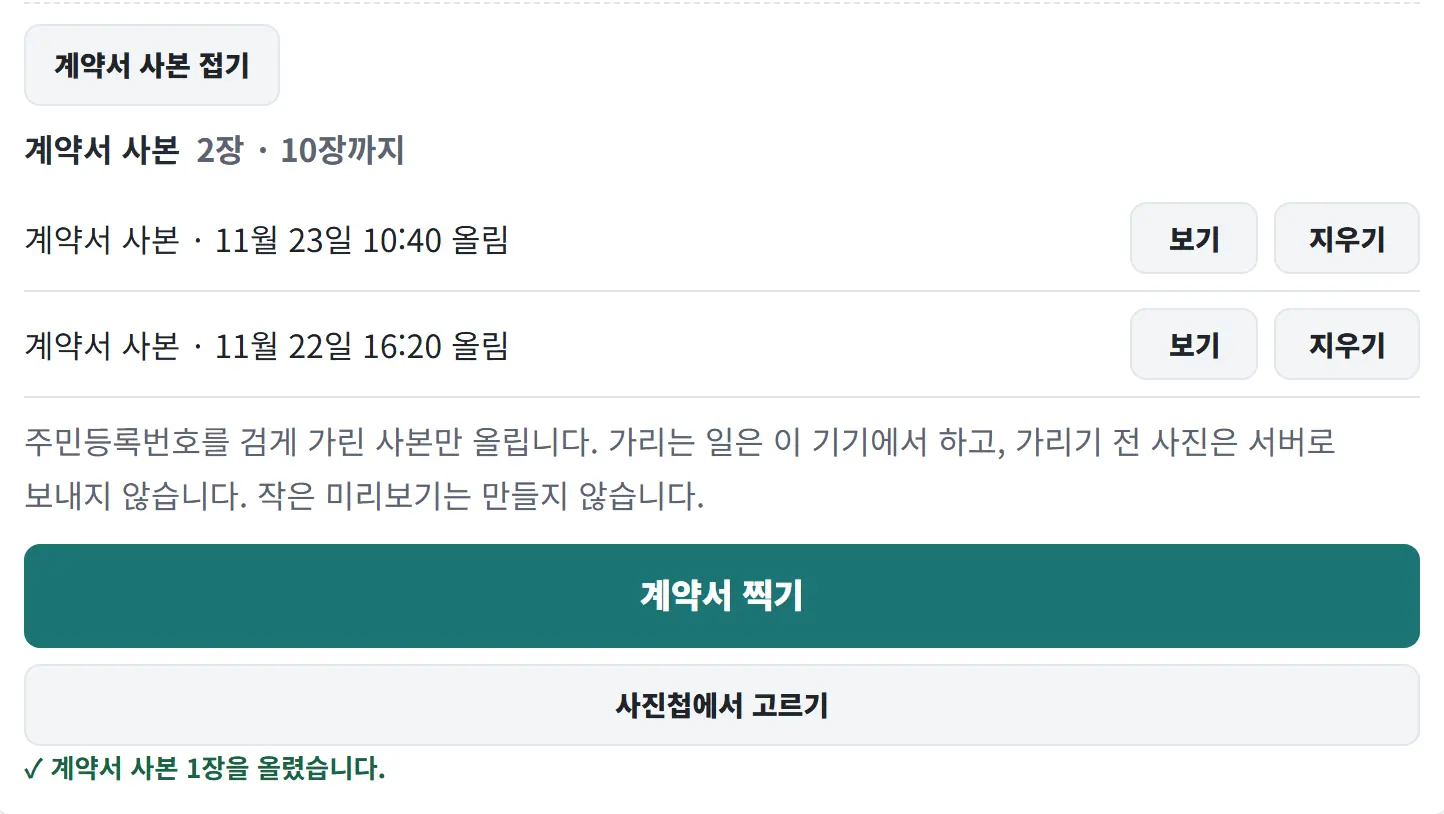 계약서 사본 접기
계약서 사본 2장 · 10장까지
계약서 사본 · 11월 23일 10:40 올림
보기
지우기
계약서 사본 · 11월 22일 16:20 올림
보기
지우기
주민등록번호를 검게 가린 사본만 올립니다. 가리는 일은 이 기기에서 하고, 가리기 전 사진은 서버로
보내지 않습니다. 작은 미리보기는 만들지 않습니다.
계약서 찍기
사진첩에서 고르기
✓ 계약서 사본 1장을 올렸습니다.